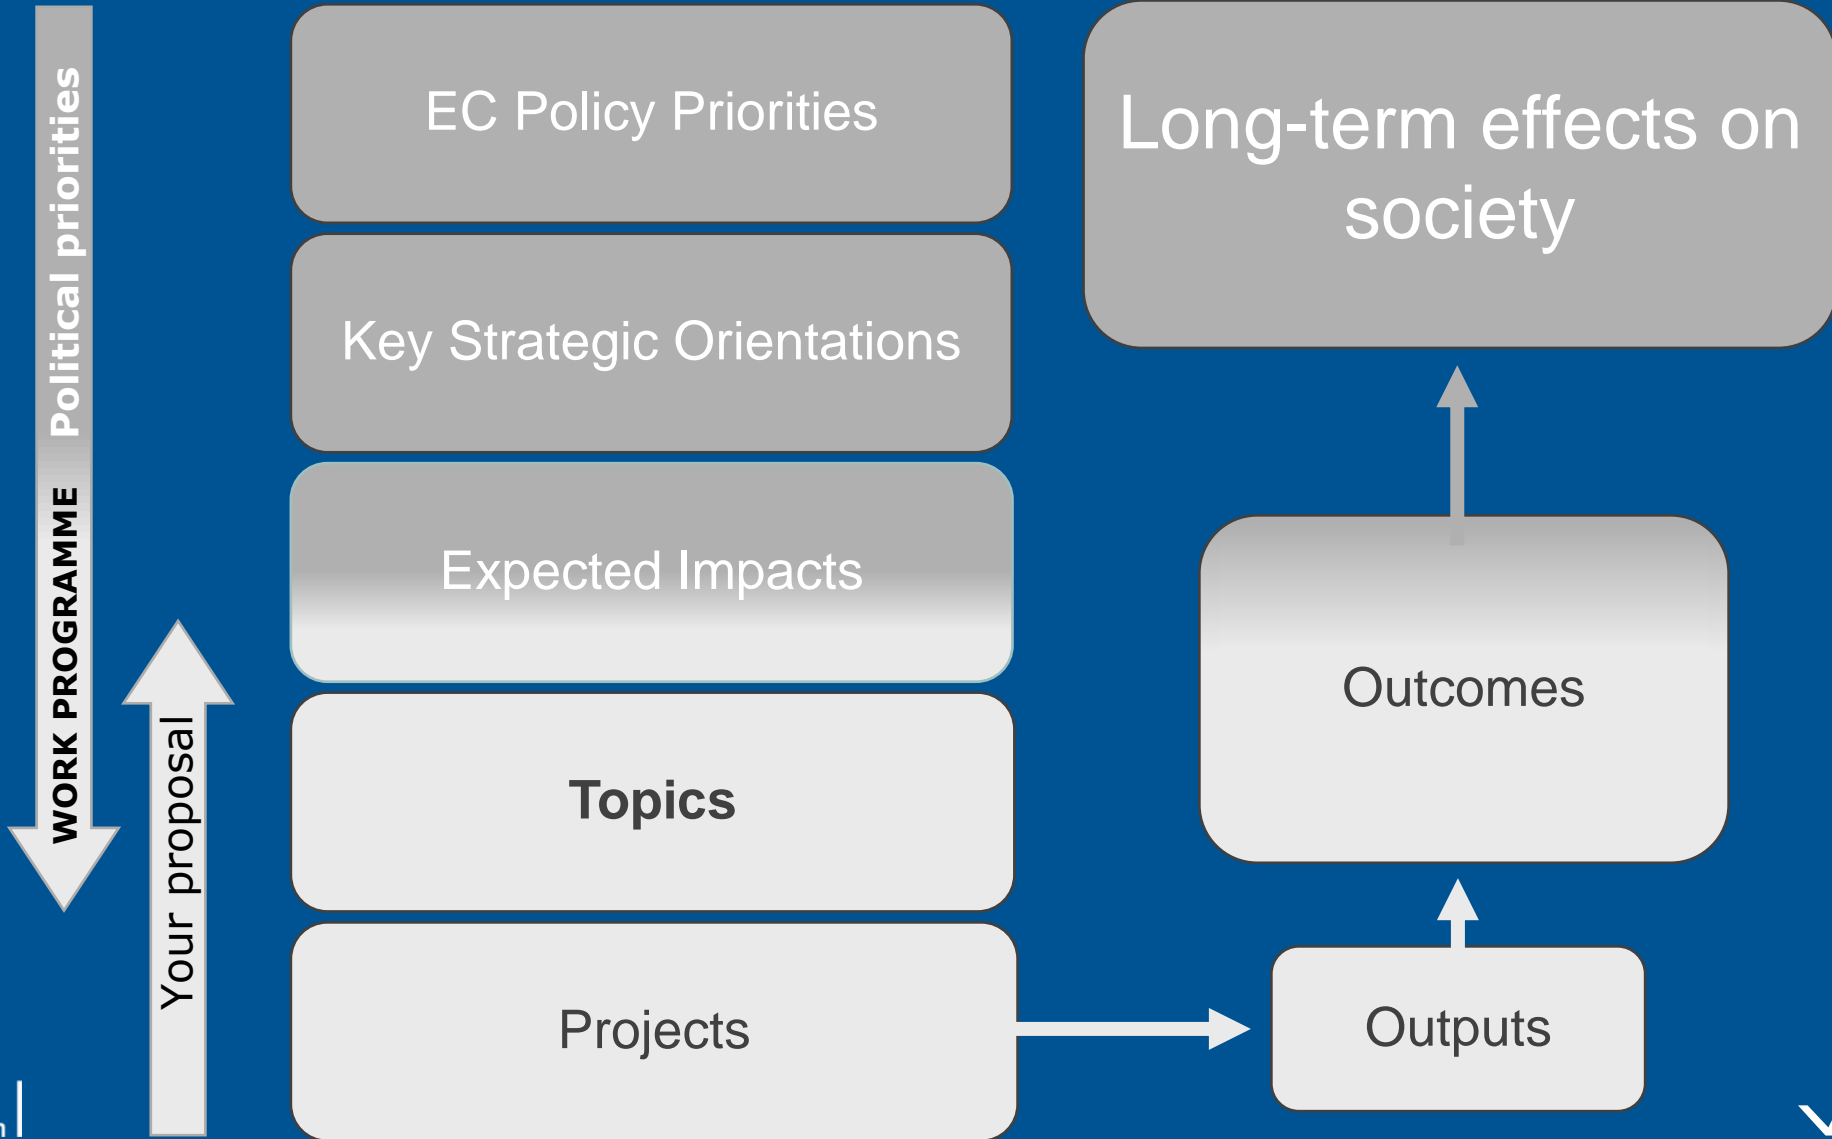 Political priorities
WORK PROGRAMME
Your proposal
EC Policy Priorities
Key Strategic Orientations
Expected Impacts
Topics
Projects
Long-term effects on
society
Outcomes
Outputs